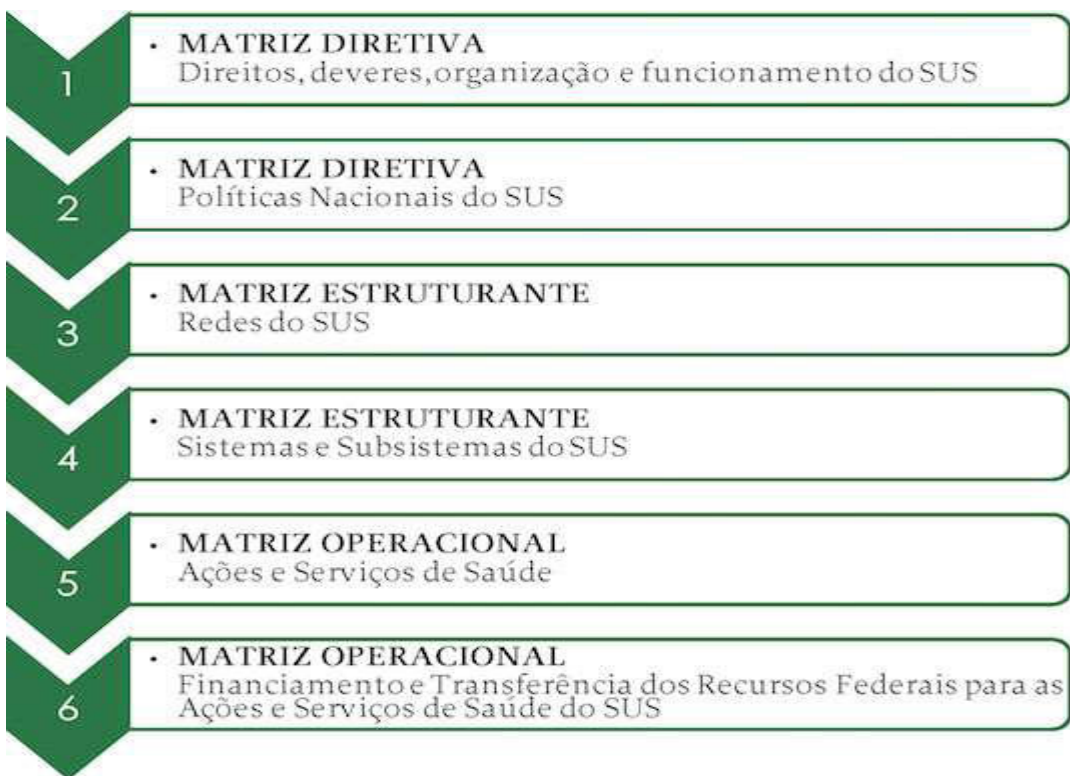 1
• MATRIZ DIRETIVA
Direitos, deveres, organização e funcionamento do SUS
2
• MATRIZ DIRETIVA
Políticas Nacionais do SUS
3
• MATRIZ ESTRUTURANTE
Redes do SUS
4
• MATRIZ ESTRUTURANTE
Sistemas e Subsistemas do SUS
5
• MATRIZ OPERACIONAL
Ações e Serviços de Saúde
6
• MATRIZ OPERACIONAL
Financiamento e Transferência dos Recursos Federais para as
Ações e Serviços de Saúde do SUS